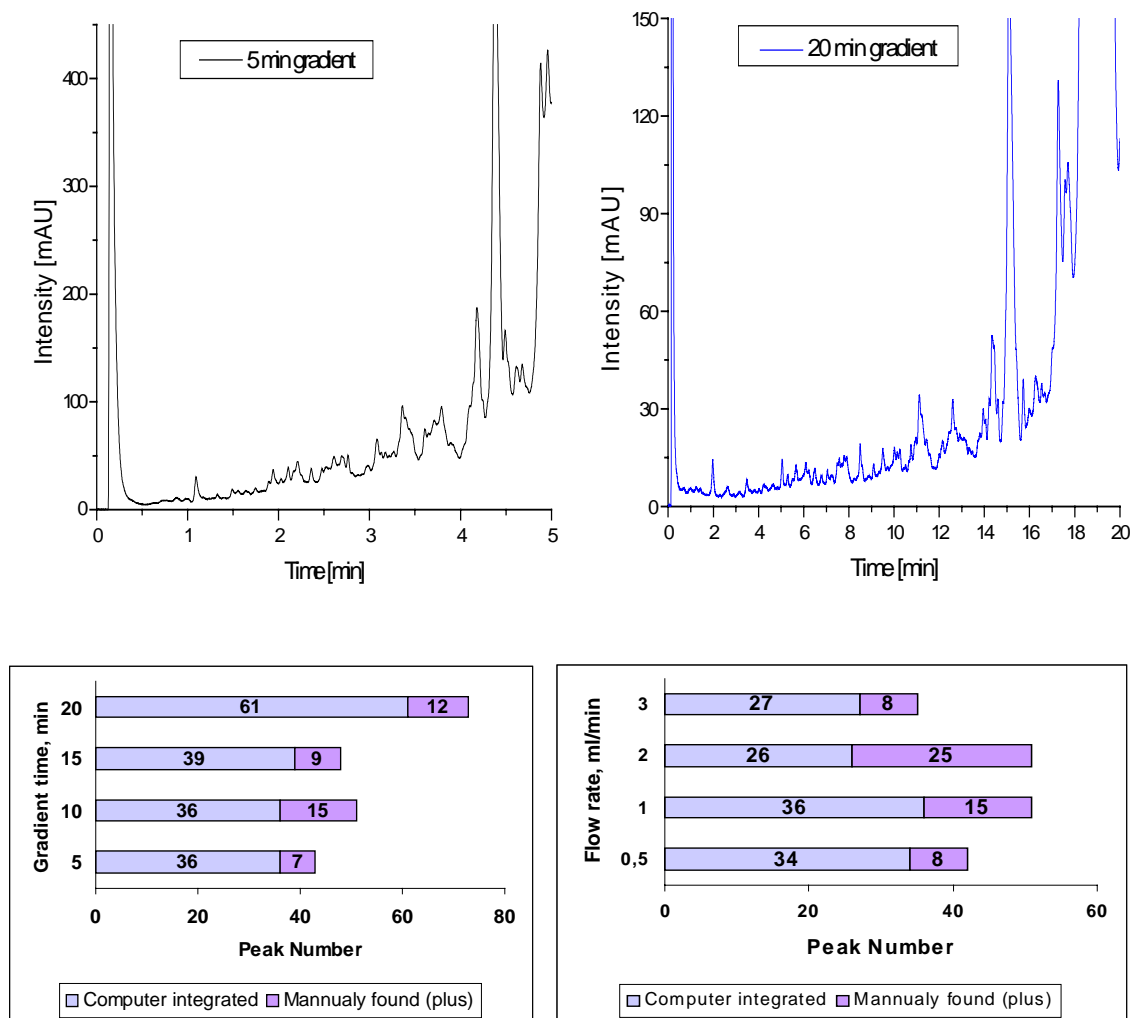 5 min gradient
Intensity [mAU]
400
300
200
100
0
0 1 2 3 4 5
Time [min]
20 min gradient
Intensity [mAU]
150
120
90
60
30
0
0 2 4 6 8 10 12 14 16 18 20
Time [min]
Gradient time, min
20 61 12
15 39 9
10 36 15
5 36 7
0 20 40 60 80
Peak Number
Computer integrated Mannualy found (plus)
Flow rate, ml/min
3 27 8
2 26 25
1 36 15
0,5 34 8
0 20 40 60
Peak Number
Computer integrated Mannualy found (plus)